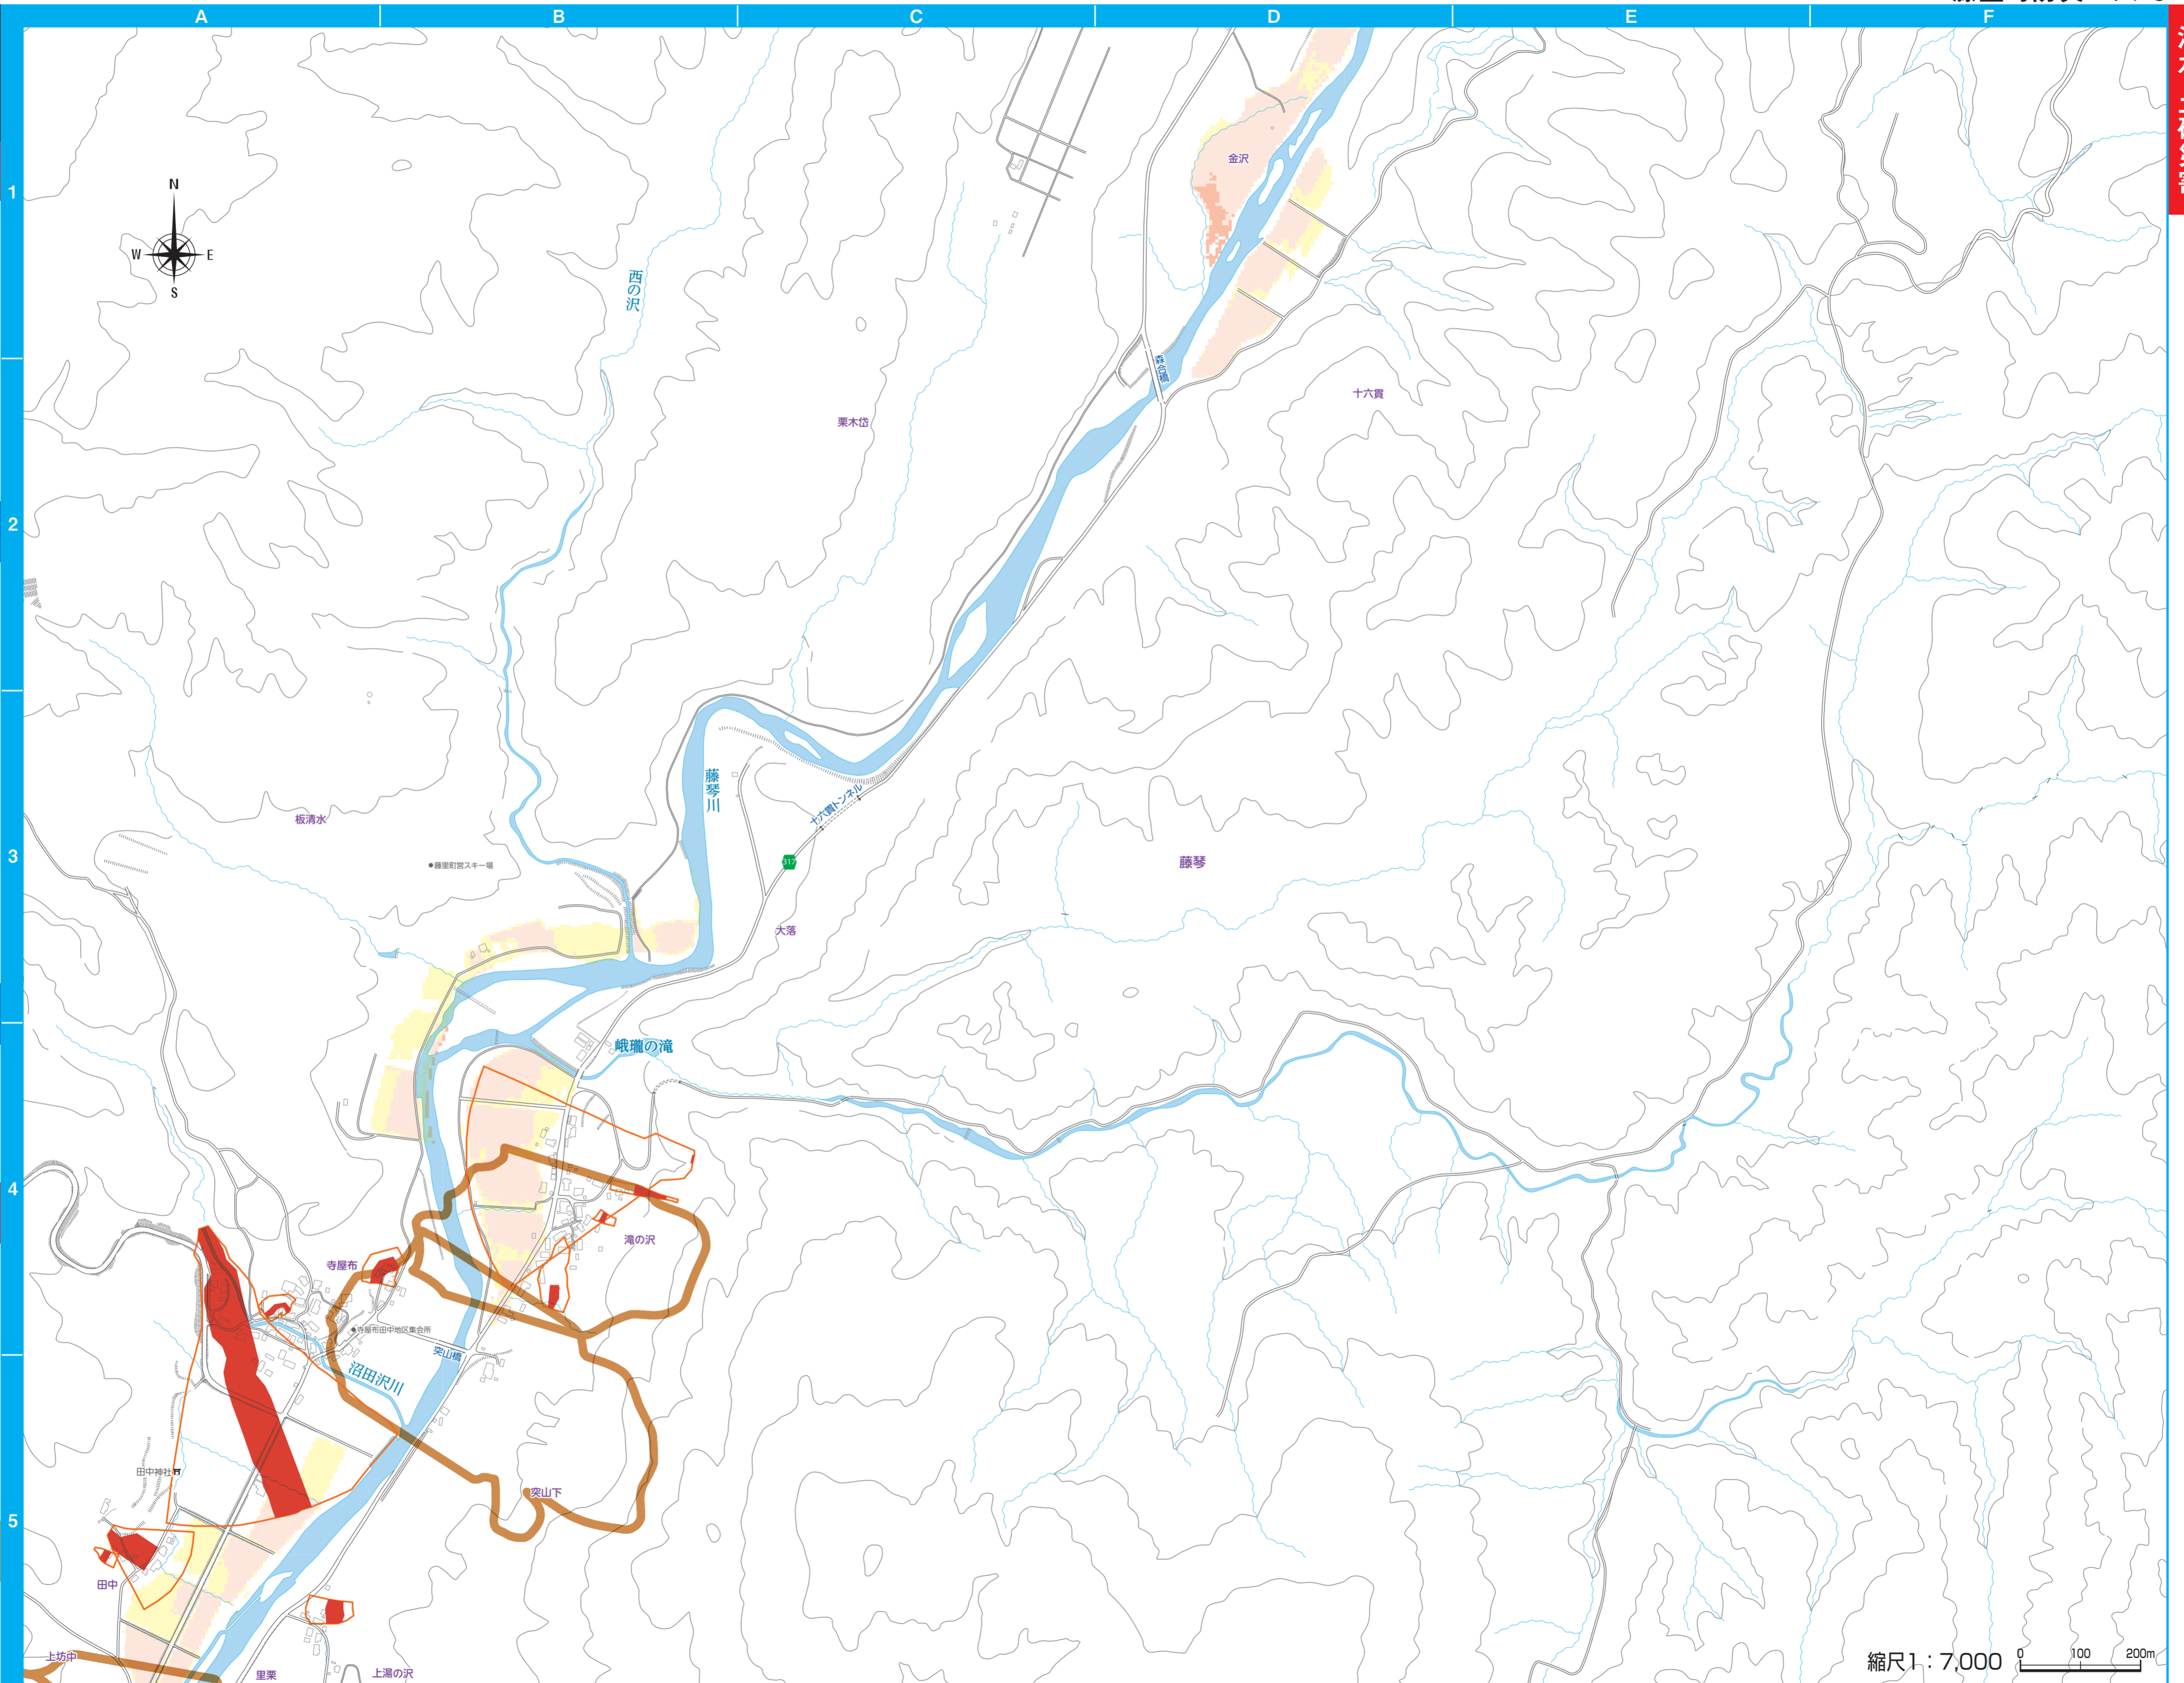 A
B
C
D
E
F
1
2
3
4
5
N
W
E
S
金沢
西の沢
十六貫
栗木岱
藤琴川
十六貫トンネル
317
板清水
藤里町営スキー場
藤琴
大落
峨瓏の滝
滝の沢
寺屋布
寺屋布田中地区集会所
突山橋
沼田沢川
田中神社
突山下
田中
上坊中
里栗
上湯の沢
縮尺1：7,000
0
100
200m